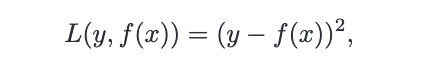 L(y, f(x)) = (y − f(x))²,